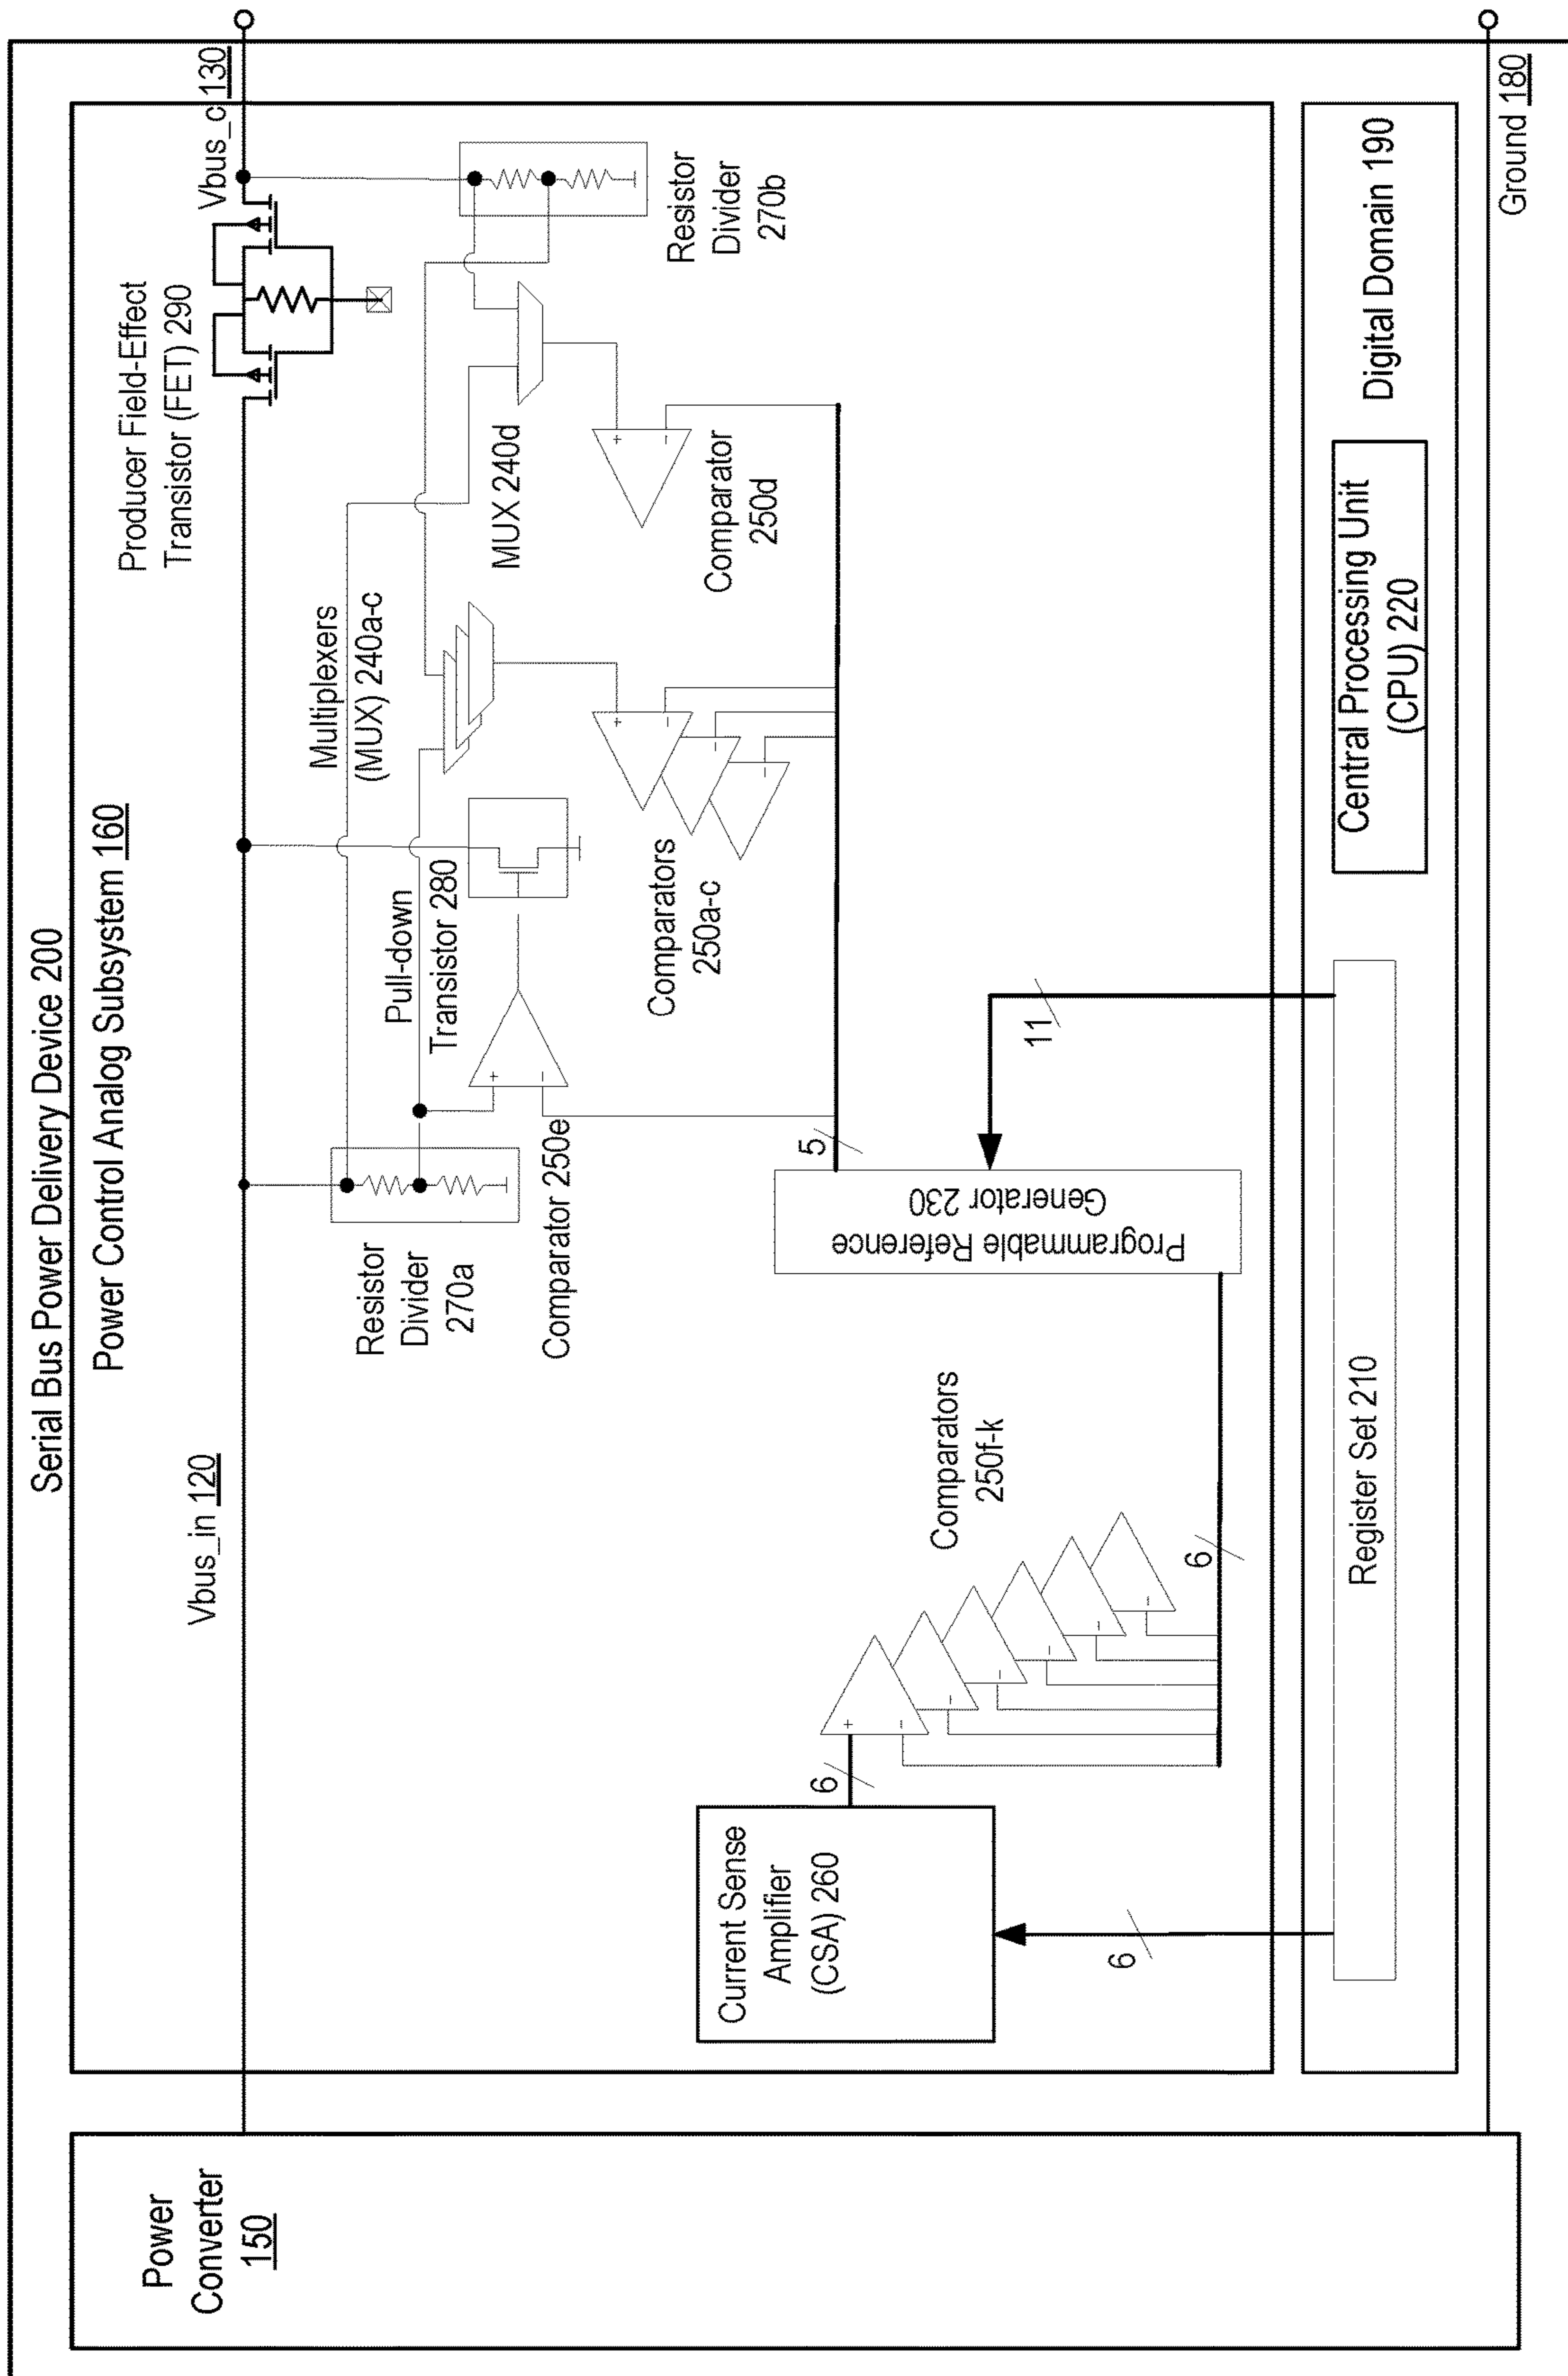 Serial Bus Power Delivery Device 200
Power Control Analog Subsystem 160
Power
Converter
150
Vbus_in 120
Vbus_c 130
Producer Field-Effect
Transistor (FET) 290
Multiplexers
(MUX) 240a-c
Pull-down
Transistor 280
Resistor
Divider
270a
Comparator 250e
+
−
MUX 240d
Resistor
Divider
270b
Comparators
250a-c
+
−
−
−
Comparator
250d
+
−
5
Programmable Reference
Generator 230
11
Comparators
250f-k
+
−
−
−
−
−
−
6
6
Current Sense
Amplifier
(CSA) 260
6
Register Set 210
Central Processing Unit
(CPU) 220
Digital Domain 190
Ground 180